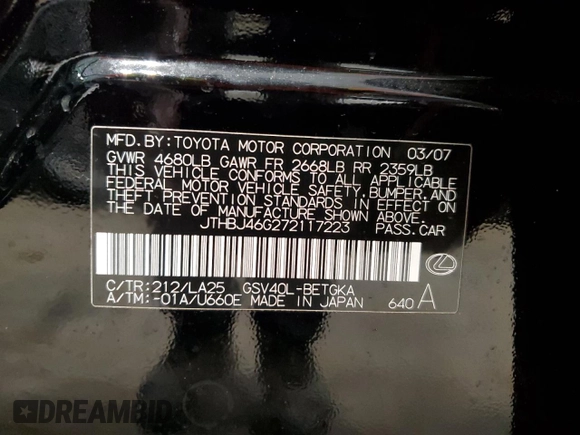 MFD. BY: TOYOTA MOTOR CORPORATION 03/07
GVWR 4680LB GAWR FR 2668LB RR 2359LB
THIS VEHICLE CONFORMS TO ALL APPLICABLE
FEDERAL MOTOR VEHICLE SAFETY, BUMPER, AND
THEFT PREVENTION STANDARDS IN EFFECT ON
THE DATE OF MANUFACTURE SHOWN ABOVE.
JTHBJ46G272117223 PASS. CAR
C/TR: 212/LA25 GSV40L-BETGKA
A/TM: -01A/U660E MADE IN JAPAN 640 A
DREAMBID